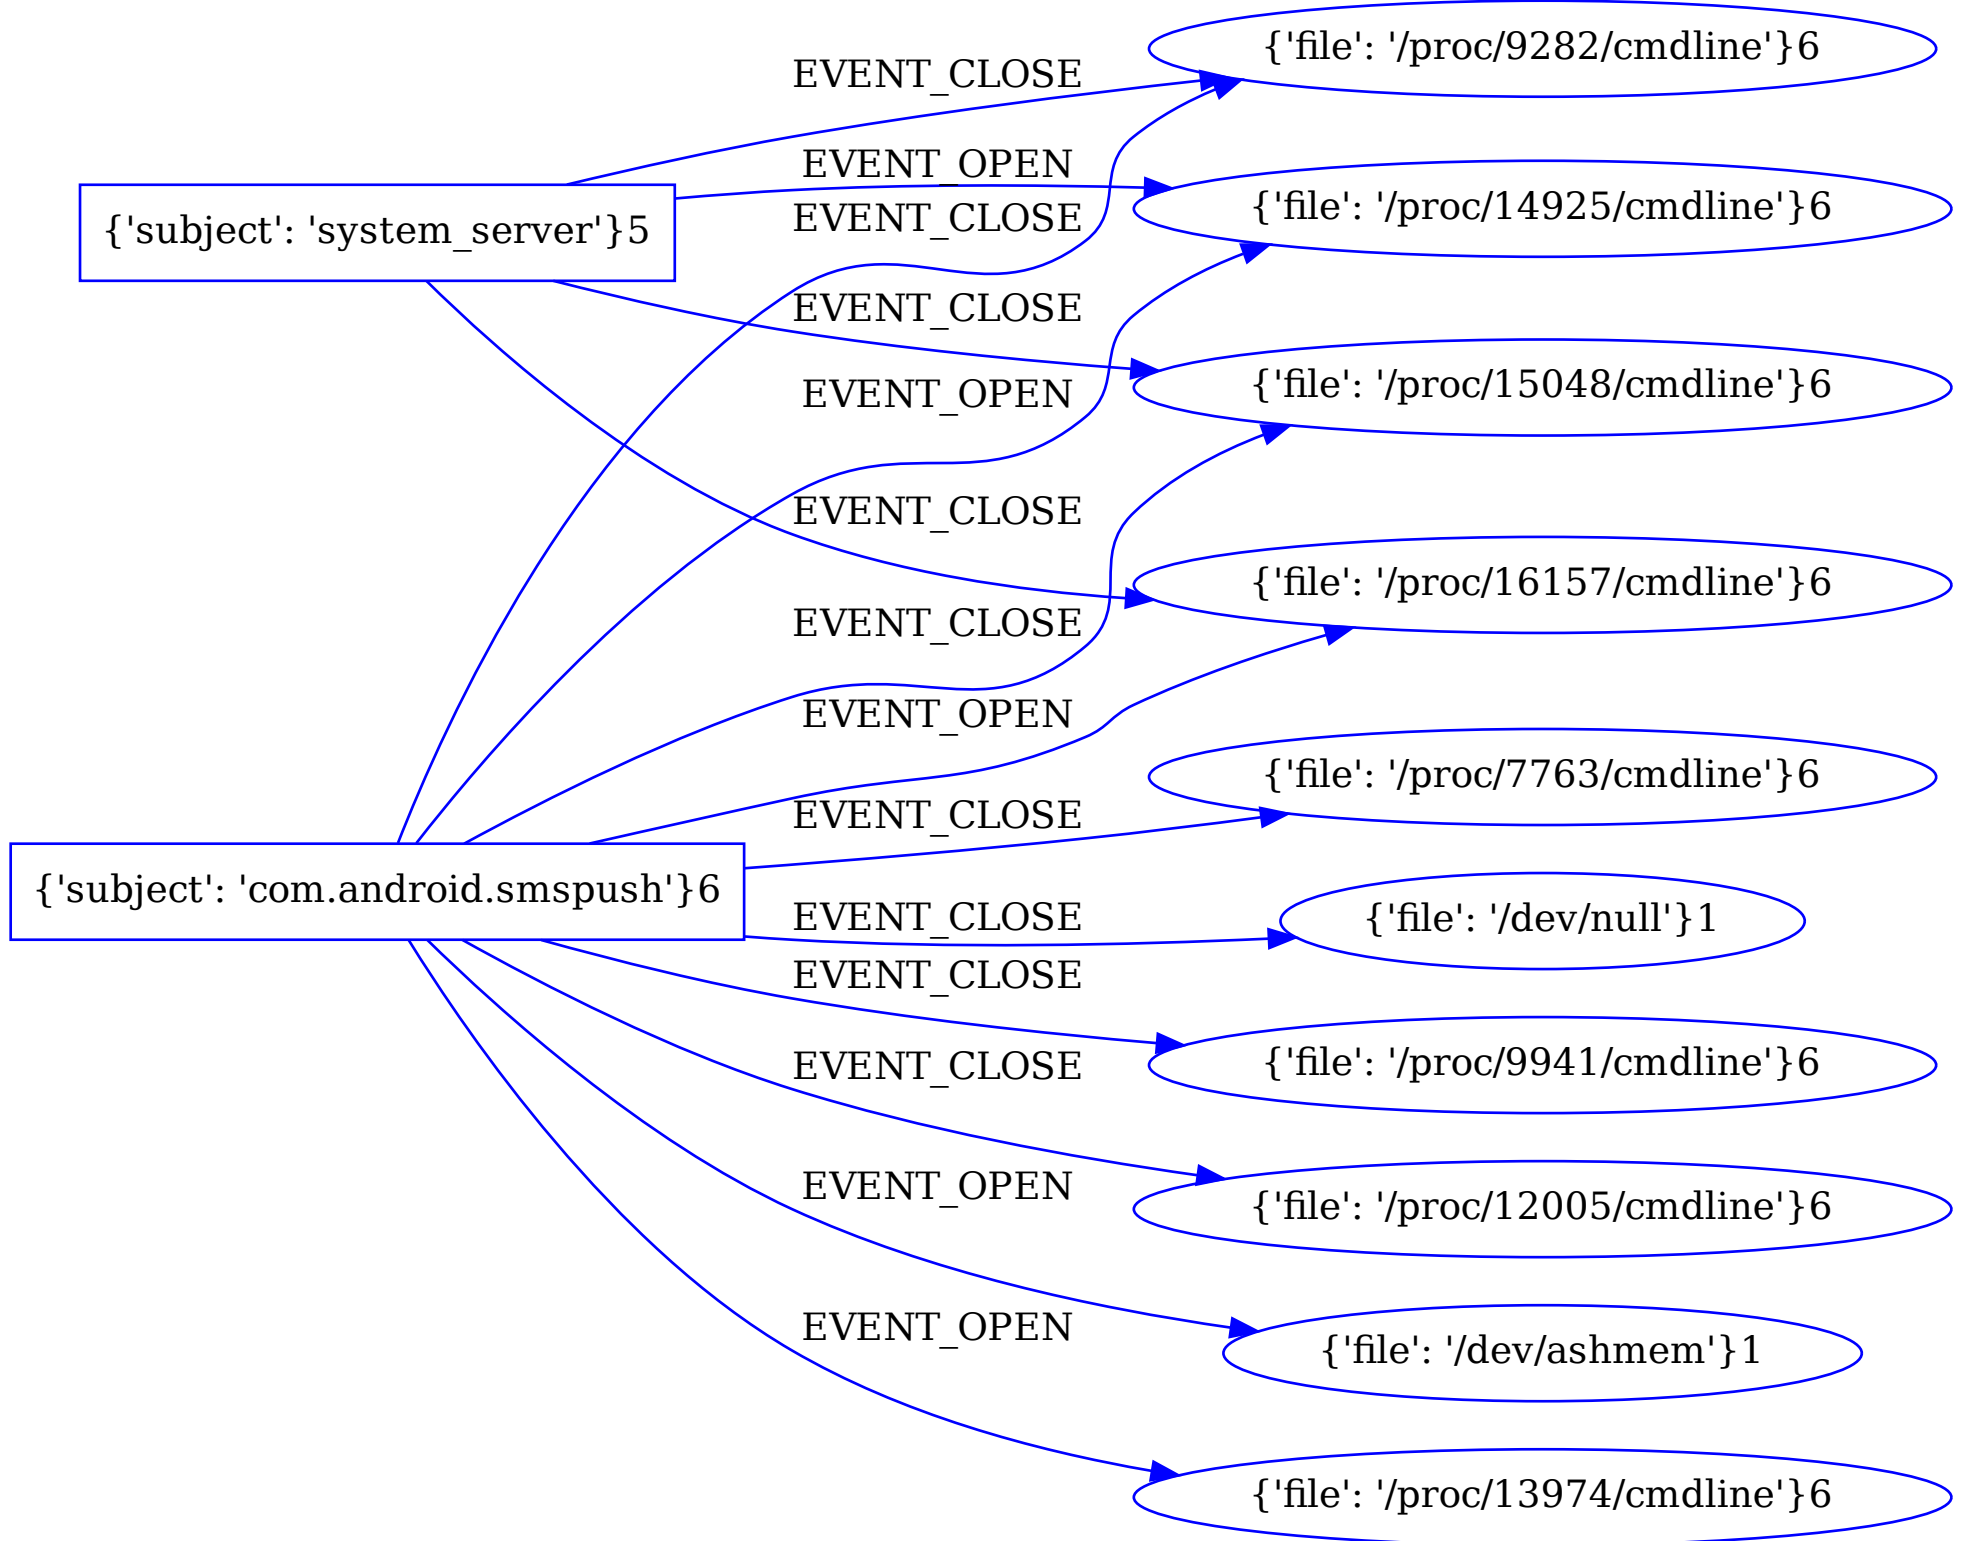 {'file': '/proc/9282/cmdline'}6
EVENT_CLOSE
EVENT_OPEN
{'file': '/proc/14925/cmdline'}6
EVENT_CLOSE
{'subject': 'system_server'}5
EVENT_CLOSE
{'file': '/proc/15048/cmdline'}6
EVENT_OPEN
EVENT_CLOSE
{'file': '/proc/16157/cmdline'}6
EVENT_CLOSE
EVENT_OPEN
{'file': '/proc/7763/cmdline'}6
EVENT_CLOSE
{'subject': 'com.android.smspush'}6
EVENT_CLOSE
{'file': '/dev/null'}1
EVENT_CLOSE
{'file': '/proc/9941/cmdline'}6
EVENT_CLOSE
EVENT_OPEN
{'file': '/proc/12005/cmdline'}6
EVENT_OPEN
{'file': '/dev/ashmem'}1
{'file': '/proc/13974/cmdline'}6